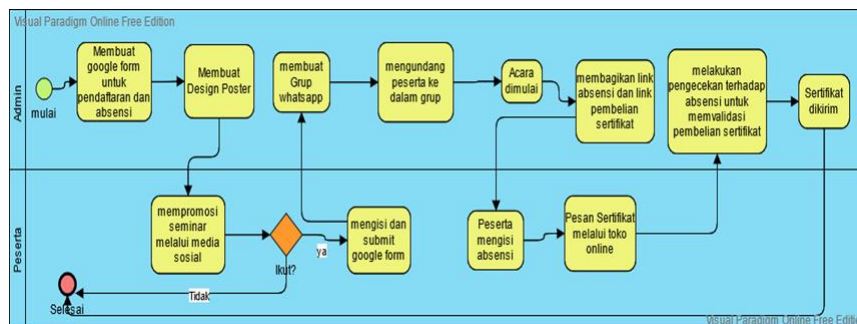 Visual Paradigm Online Free Edition
Admin
mulai
Membuat
google form
untuk
pendaftaran dan
absensi
Membuat
Design Poster
membuat
Grup
whatsapp
mengundang
peserta ke
dalam grup
Acara
dimulai
membagikan link
absensi dan link
pembelian
sertifikat
melakukan
pengecekan terhadap
absensi untuk
memvalidasi
pembelian sertifikat
Sertifikat
dikirim
Peserta
mempromosi
seminar
melalui media
sosial
Ikut?
ya
Tidak
mengisi dan
submit
google form
Peserta
mengisi
absensi
Pesan Sertifikat
melalui toko
online
Selesai
Visual Paradigm Online Free Edition